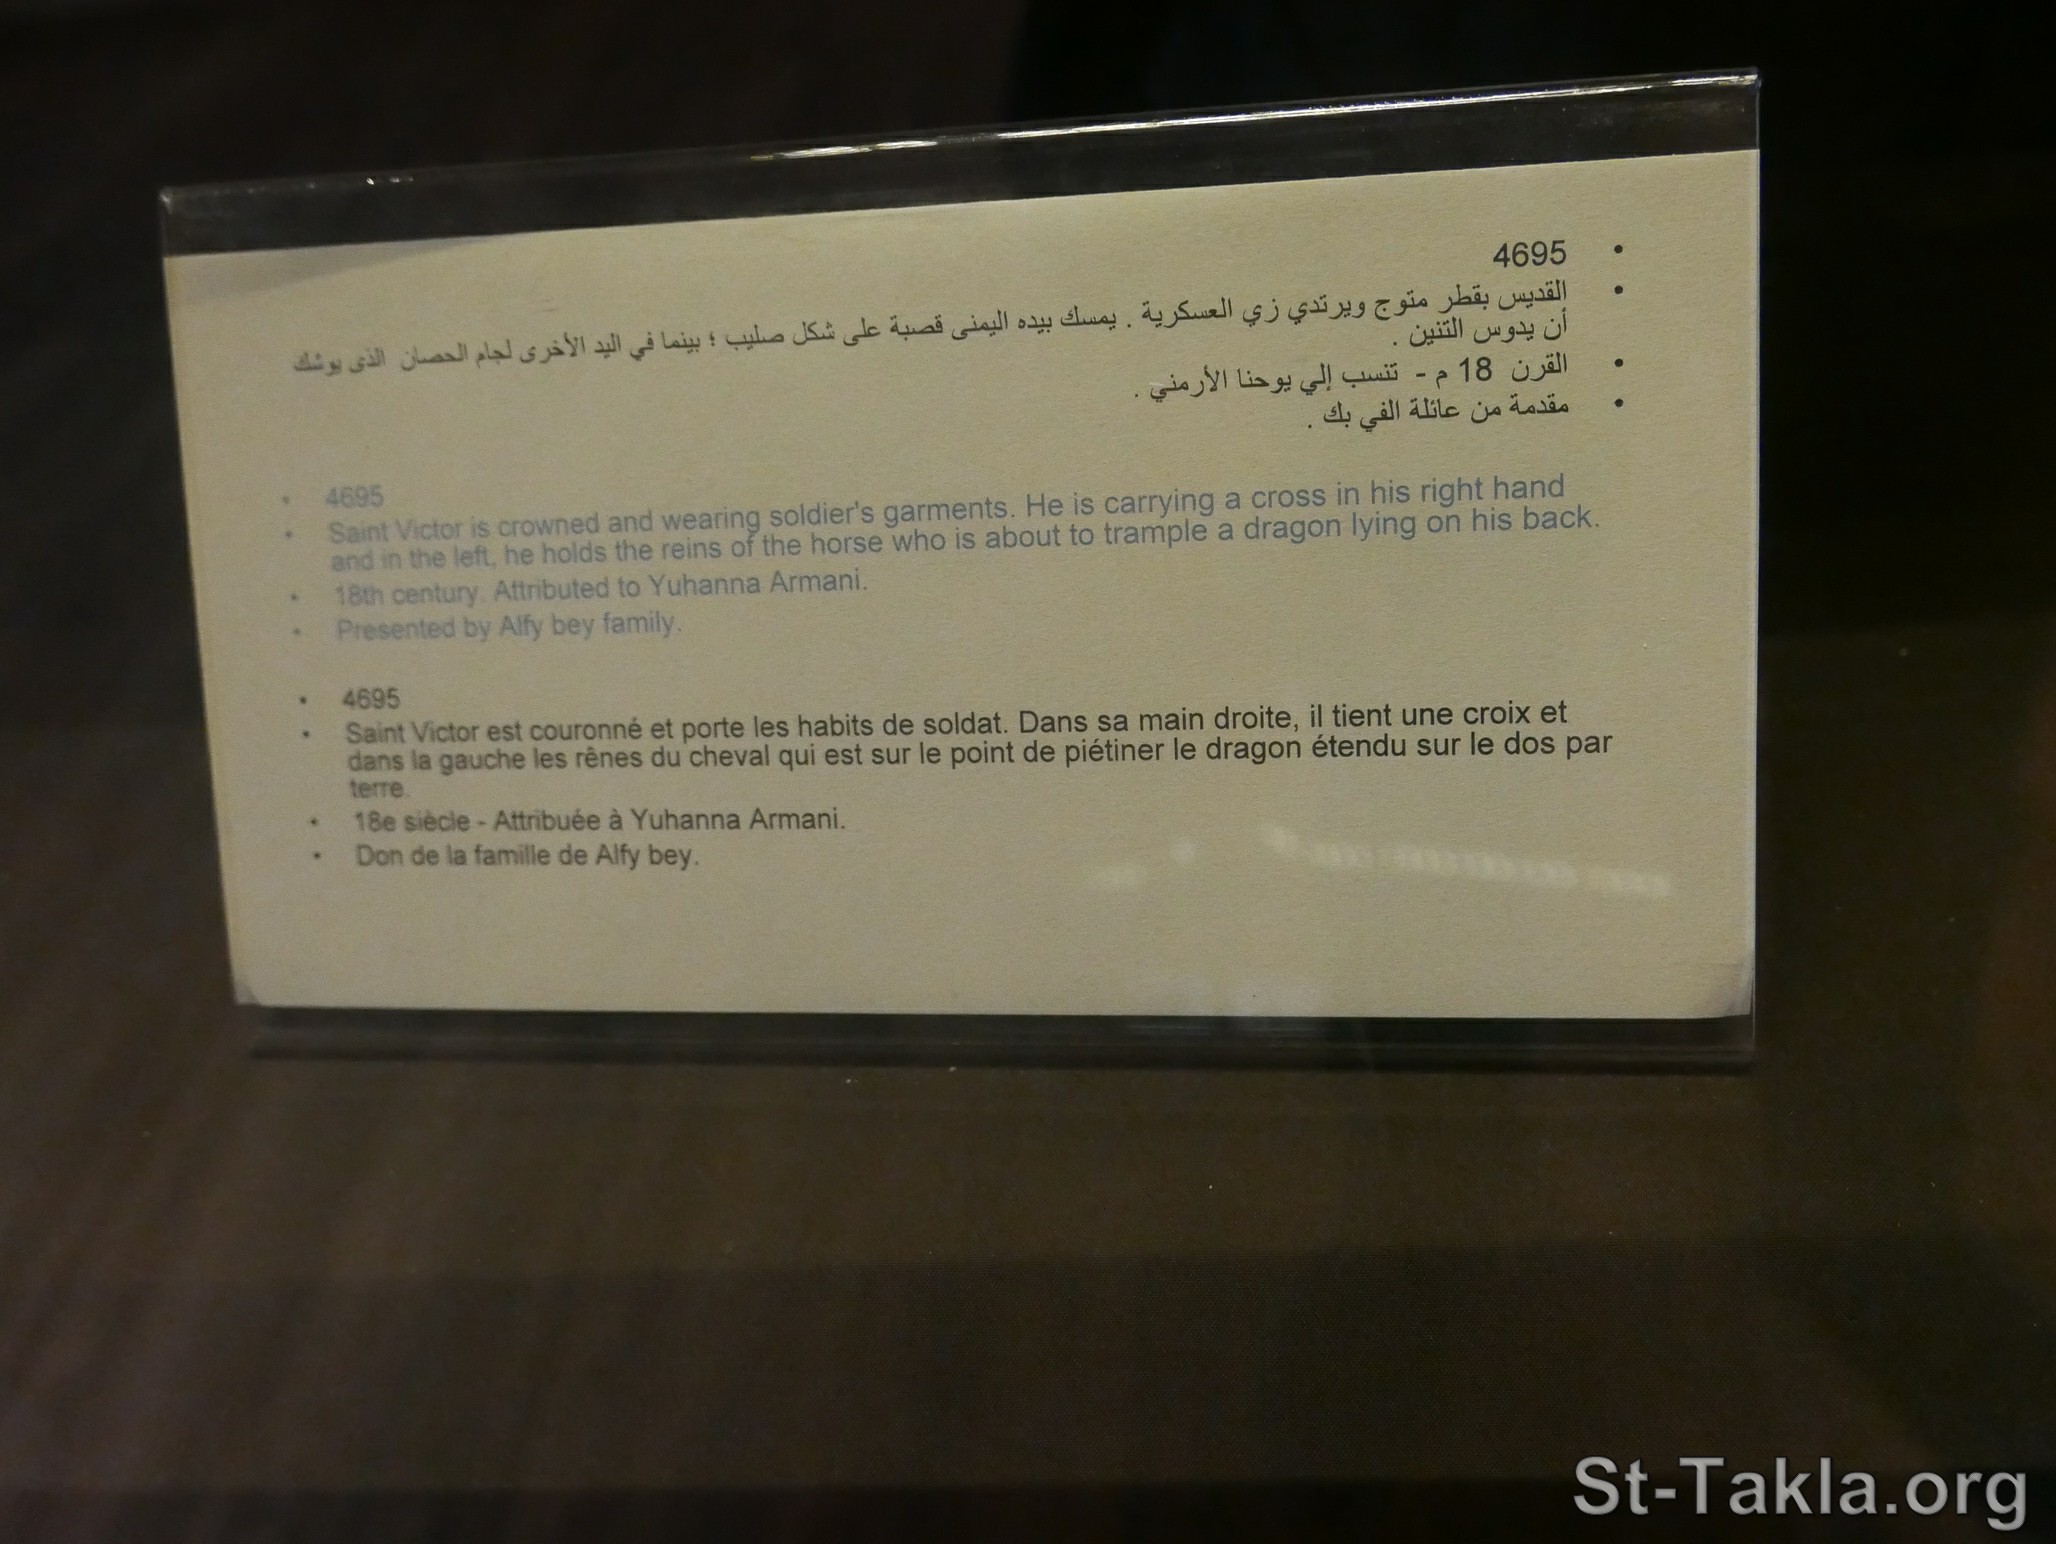 • 4695
• القديس بقطر متوج ويرتدي زي العسكرية . يمسك بيده اليمنى قصبة على شكل صليب ؛ بينما في اليد الأخرى لجام الحصان الذى يوشك
أن يدوس التنين .
• القرن 18 م - تنسب إلي يوحنا الأرمني .
• مقدمة من عائلة الفي بك .
• 4695
• Saint Victor is crowned and wearing soldier's garments. He is carrying a cross in his right hand
and in the left, he holds the reins of the horse who is about to trample a dragon lying on his back.
• 18th century. Attributed to Yuhanna Armani.
• Presented by Alfy bey family.
• 4695
• Saint Victor est couronné et porte les habits de soldat. Dans sa main droite, il tient une croix et
dans la gauche les rênes du cheval qui est sur le point de piétiner le dragon étendu sur le dos par
terre.
• 18e siècle - Attribuée à Yuhanna Armani.
• Don de la famille de Alfy bey.
St-Takla.org